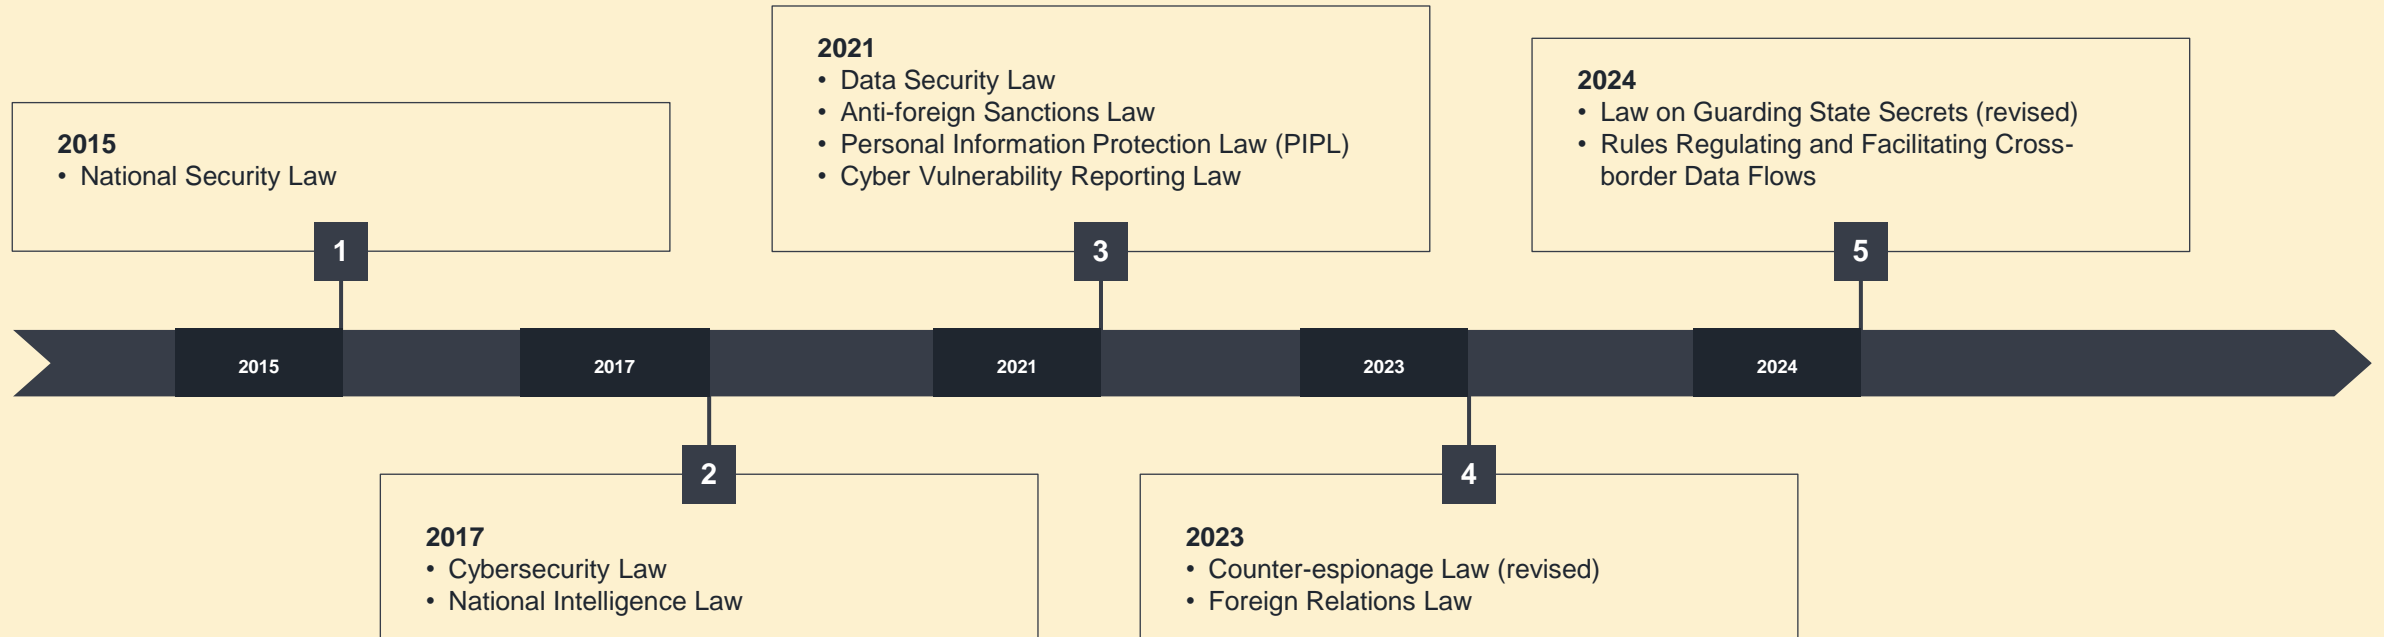 2015
• National Security Law
1
2021
• Data Security Law
• Anti-foreign Sanctions Law
• Personal Information Protection Law (PIPL)
• Cyber Vulnerability Reporting Law
3
2024
• Law on Guarding State Secrets (revised)
• Rules Regulating and Facilitating Cross-
border Data Flows
5
2015
2017
2021
2023
2024
2
2017
• Cybersecurity Law
• National Intelligence Law
4
2023
• Counter-espionage Law (revised)
• Foreign Relations Law